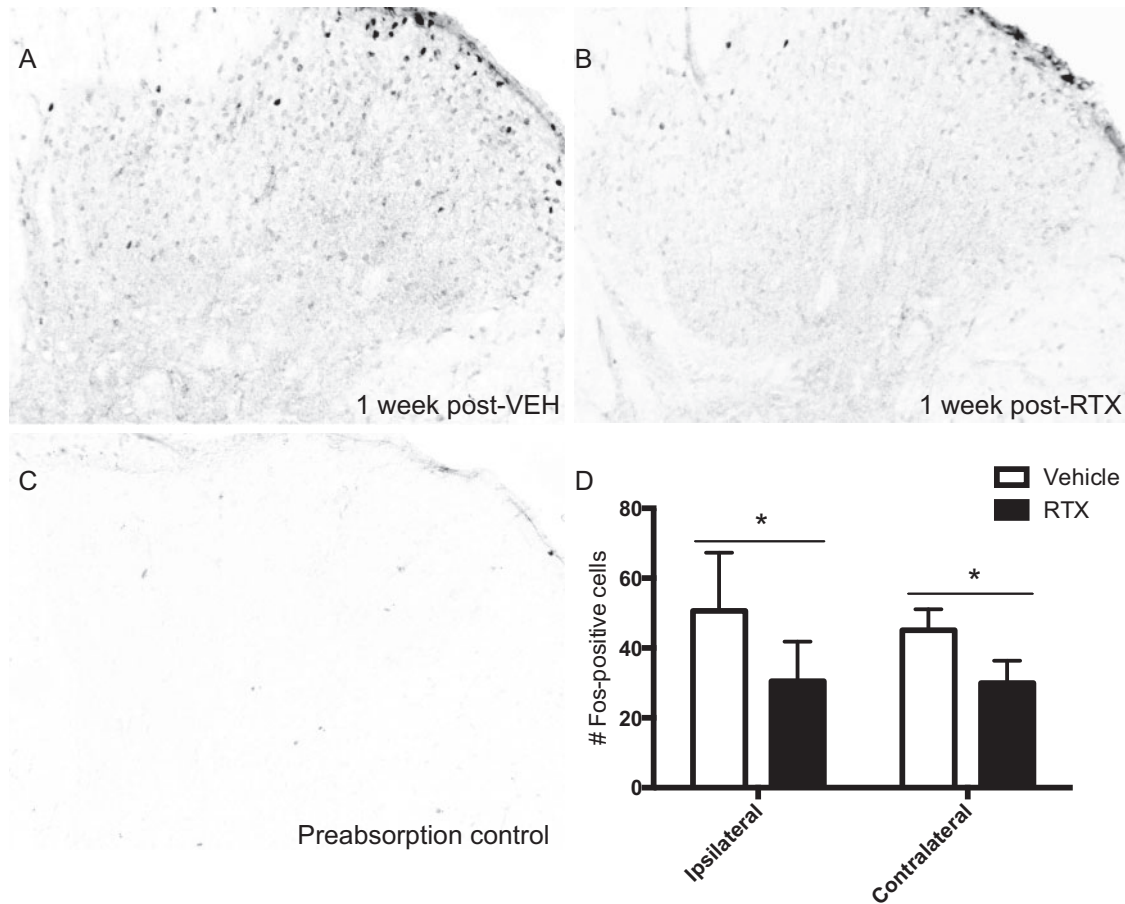 A
1 week post-VEH
B
1 week post-RTX
C
Preabsorption control
D
Vehicle
RTX
# Fos-positive cells
80
60
40
20
0
*
*
Ipsilateral
Contralateral